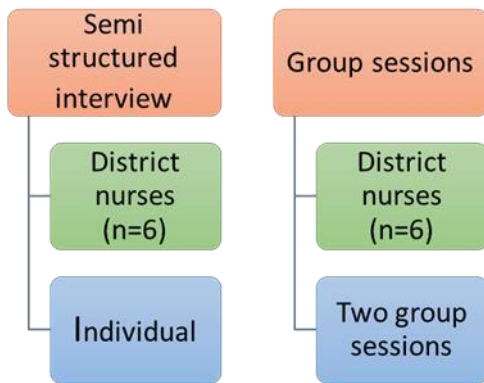 Semi
structured
interview
District
nurses
(n=6)
Individual
Group sessions
District
nurses
(n=6)
Two group
sessions